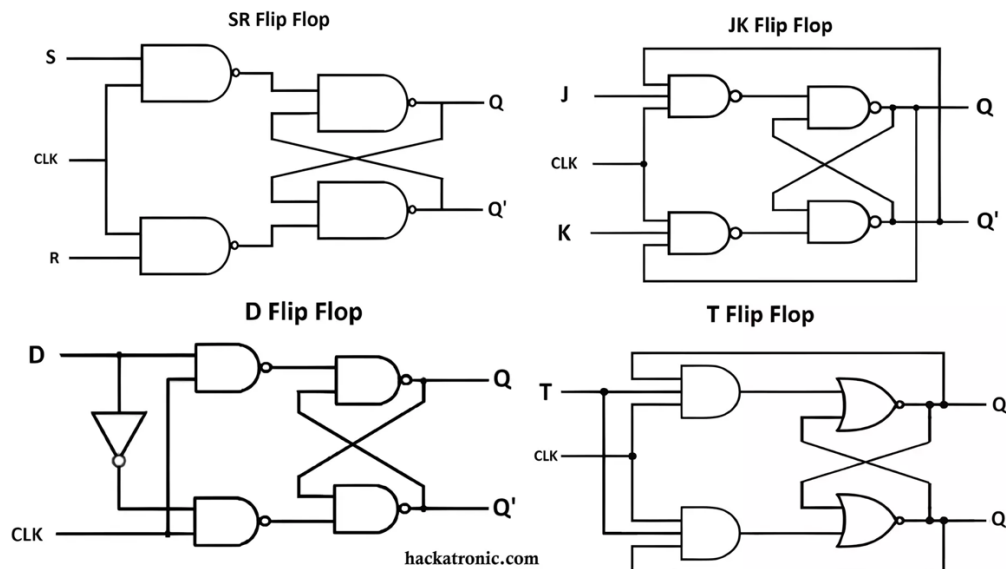 SR Flip Flop
S
CLK
R
Q
Q'
JK Flip Flop
J
CLK
K
Q
Q'
D Flip Flop
D
CLK
Q
Q'
T Flip Flop
T
CLK
Q
Q
hackatronic.com